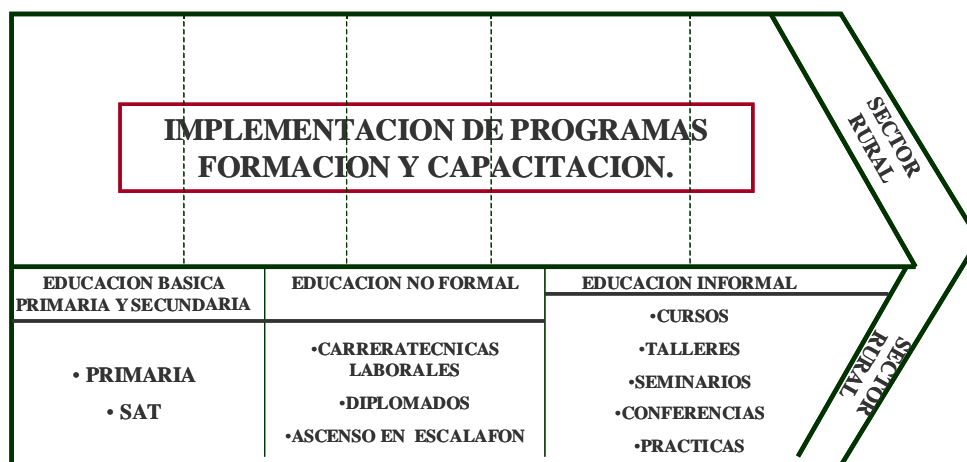 IMPLEMENTACION DE PROGRAMAS
FORMACION Y CAPACITACION.
SECTOR
RURAL
EDUCACION BASICA
PRIMARIA Y SECUNDARIA
• PRIMARIA
• SAT
EDUCACION NO FORMAL
•CARRERATECNICAS
LABORALES
•DIPLOMADOS
•ASCENSO EN ESCALAFON
EDUCACION INFORMAL
•CURSOS
•TALLERES
•SEMINARIOS
•CONFERENCIAS
•PRACTICAS
SECTOR
RURAL